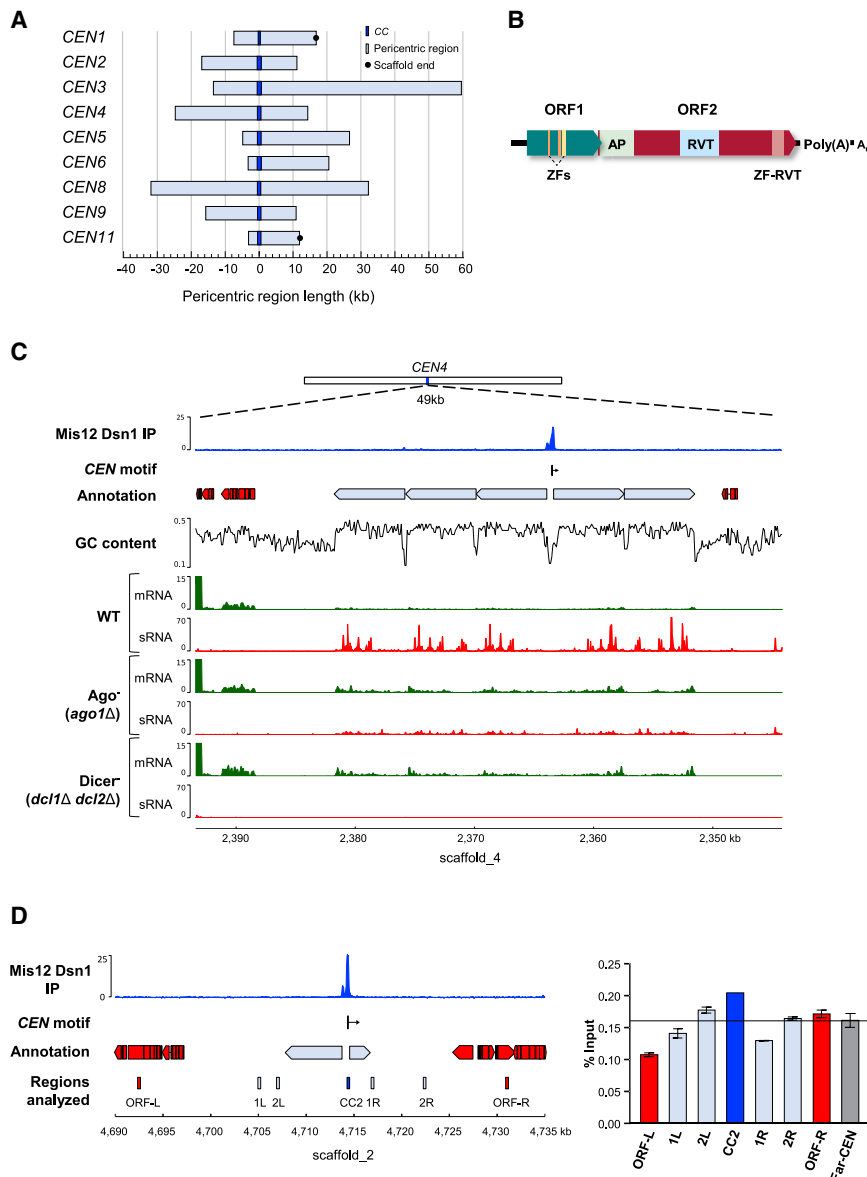 A
CEN1
CEN2
CEN3
CEN4
CEN5
CEN6
CEN8
CEN9
CEN11
CC
Pericentric region
Scaffold end
-40 -30 -20 -10 0 10 20 30 40 50 60
Pericentric region length (kb)
B
ORF1 ORF2
AP RVT Poly(A)
ZFs ZF-RVT
C
CEN4
49kb
Mis12 Dsn1 IP
25
0
CEN motif
Annotation
GC content
0.5
0.1
WT
mRNA
15
0
sRNA
70
0
Ago-
(ago1Δ)
mRNA
15
0
sRNA
70
0
Dicer-
(dcl1Δ dcl2Δ)
mRNA
15
0
sRNA
70
0
2,390 2,380 2,370 2,360 2,350 kb
scaffold_4
D
Mis12 Dsn1
IP
25
0
CEN motif
Annotation
Regions
analyzed
ORF-L 1L 2L CC2 1R 2R ORF-R
4,690 4,695 4,700 4,705 4,710 4,715 4,720 4,725 4,730 4,735 kb
scaffold_2
% Input
0.25
0.20
0.15
0.10
0.05
0.00
ORF-L 1L 2L CC2 1R 2R ORF-R Far-CEN